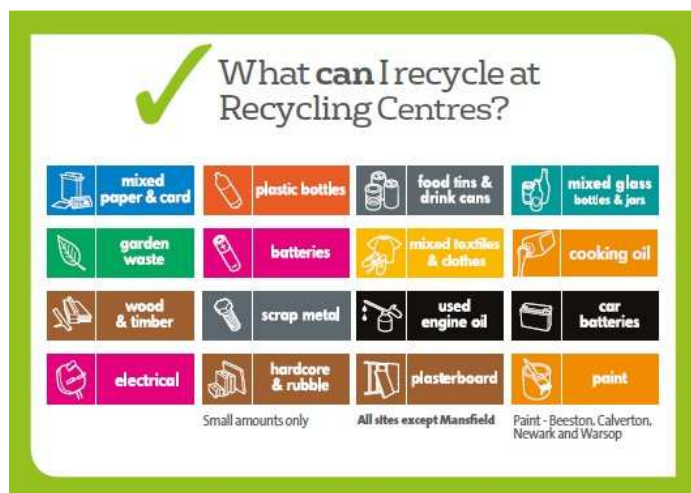 What can I recycle at
Recycling Centres?
mixed
paper & card
plastic bottles
food tins &
drink cans
mixed glass
bottles & jars
garden
waste
batteries
mixed textiles
& clothes
cooking oil
wood
& timber
scrap metal
used
engine oil
car
batteries
electrical
hardcore
& rubble
plasterboard
paint
Small amounts only
All sites except Mansfield
Paint - Beeston, Calverton,
Newark and Warsop